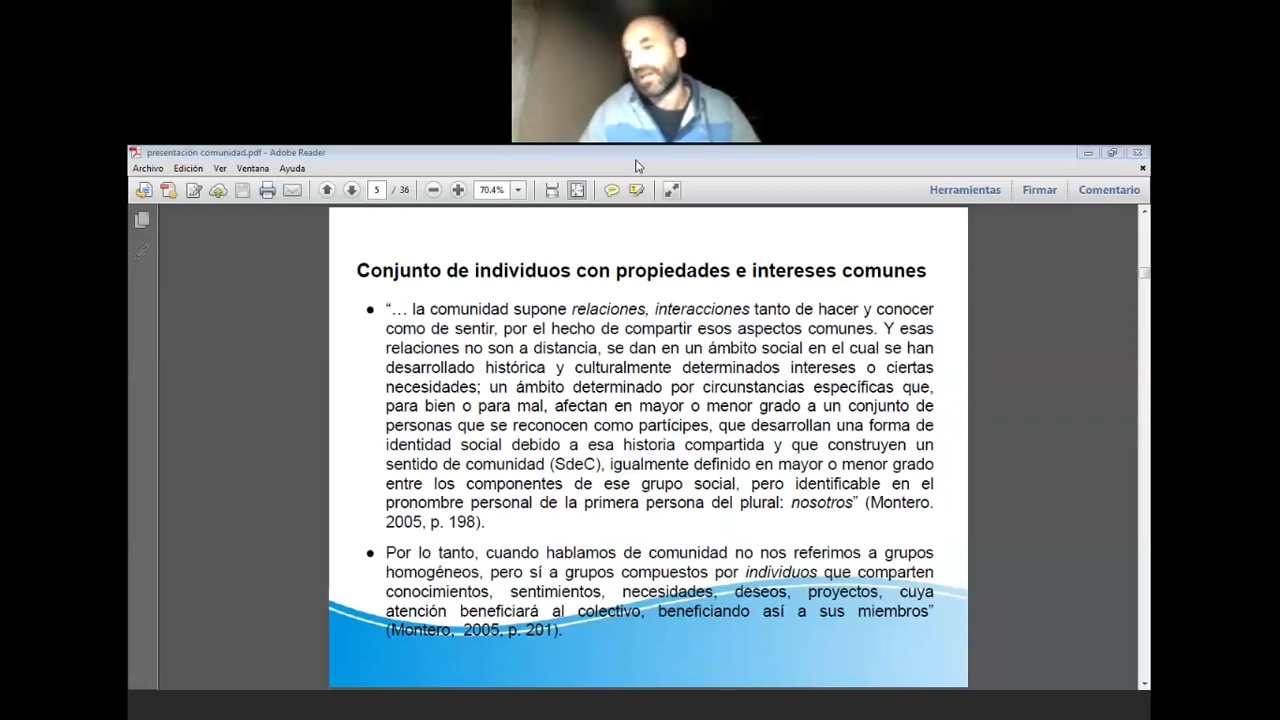 presentación comunidad.pdf - Adobe Reader
Archivo Edición Ver Ventana Ayuda
5 / 36 70.4% Herramientas Firmar Comentario
Conjunto de individuos con propiedades e intereses comunes
● “… la comunidad supone relaciones, interacciones tanto de hacer y conocer
como de sentir, por el hecho de compartir esos aspectos comunes. Y esas
relaciones no son a distancia, se dan en un ámbito social en el cual se han
desarrollado histórica y culturalmente determinados intereses o ciertas
necesidades; un ámbito determinado por circunstancias específicas que,
para bien o para mal, afectan en mayor o menor grado a un conjunto de
personas que se reconocen como partícipes, que desarrollan una forma de
identidad social debido a esa historia compartida y que construyen un
sentido de comunidad (SdeC), igualmente definido en mayor o menor grado
entre los componentes de ese grupo social, pero identificable en el
pronombre personal de la primera persona del plural: nosotros” (Montero.
2005, p. 198).
● Por lo tanto, cuando hablamos de comunidad no nos referimos a grupos
homogéneos, pero sí a grupos compuestos por individuos que comparten
conocimientos, sentimientos, necesidades, deseos, proyectos, cuya
atención beneficiará al colectivo, beneficiando así a sus miembros”
(Montero, 2005, p. 201).